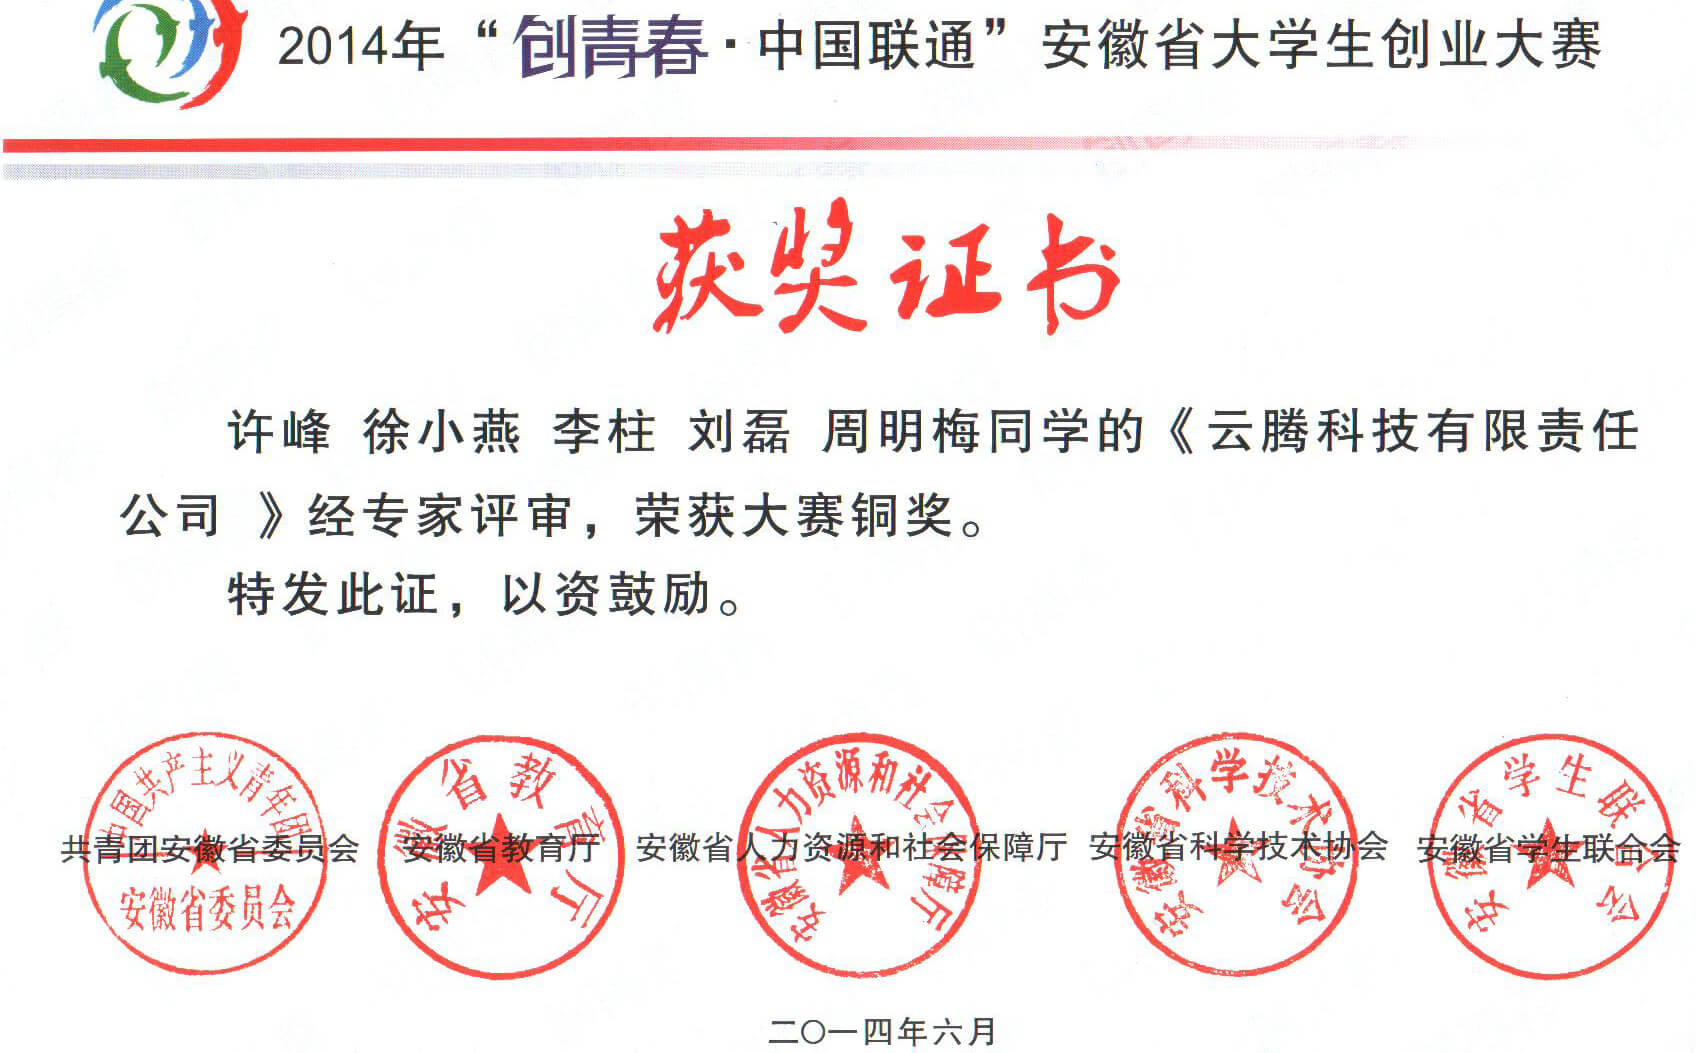 2014年“创青春·中国联通”安徽省大学生创业大赛
获奖证书
许峰 徐小燕 李柱 刘磊 周明梅同学的《云腾科技有限责任
公司 》经专家评审，荣获大赛铜奖。
特发此证，以资鼓励。
中国共产主义青年团
安徽省委员会
安徽省教育厅
安徽省人力资源和社会保障厅
安徽省科学技术协会
安徽省学生联合会
共青团安徽省委员会 安徽省教育厅 安徽省人力资源和社会保障厅 安徽省科学技术协会 安徽省学生联合会
二〇一四年六月